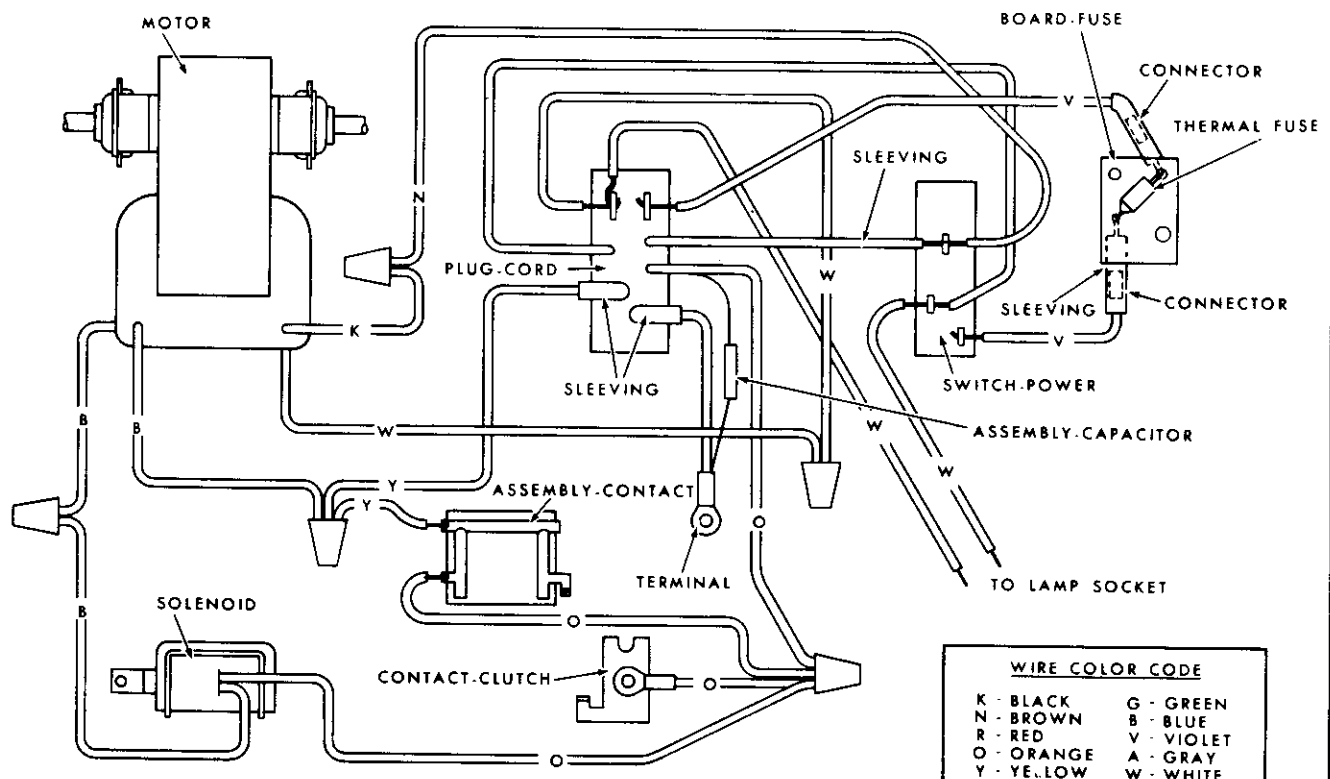 MOTOR
BOARD-FUSE
CONNECTOR
V
THERMAL FUSE
SLEEVING
N
PLUG-CORD
W
SLEEVING
CONNECTOR
K
V
SLEEVING
SWITCH-POWER
B
B
W
W
ASSEMBLY-CAPACITOR
W
Y
ASSEMBLY-CONTACT
Y
O
TERMINAL
TO LAMP SOCKET
B
SOLENOID
O
CONTACT-CLUTCH
O
O
WIRE COLOR CODE
K - BLACK G - GREEN
N - BROWN B - BLUE
R - RED V - VIOLET
O - ORANGE A - GRAY
Y - YELLOW W - WHITE